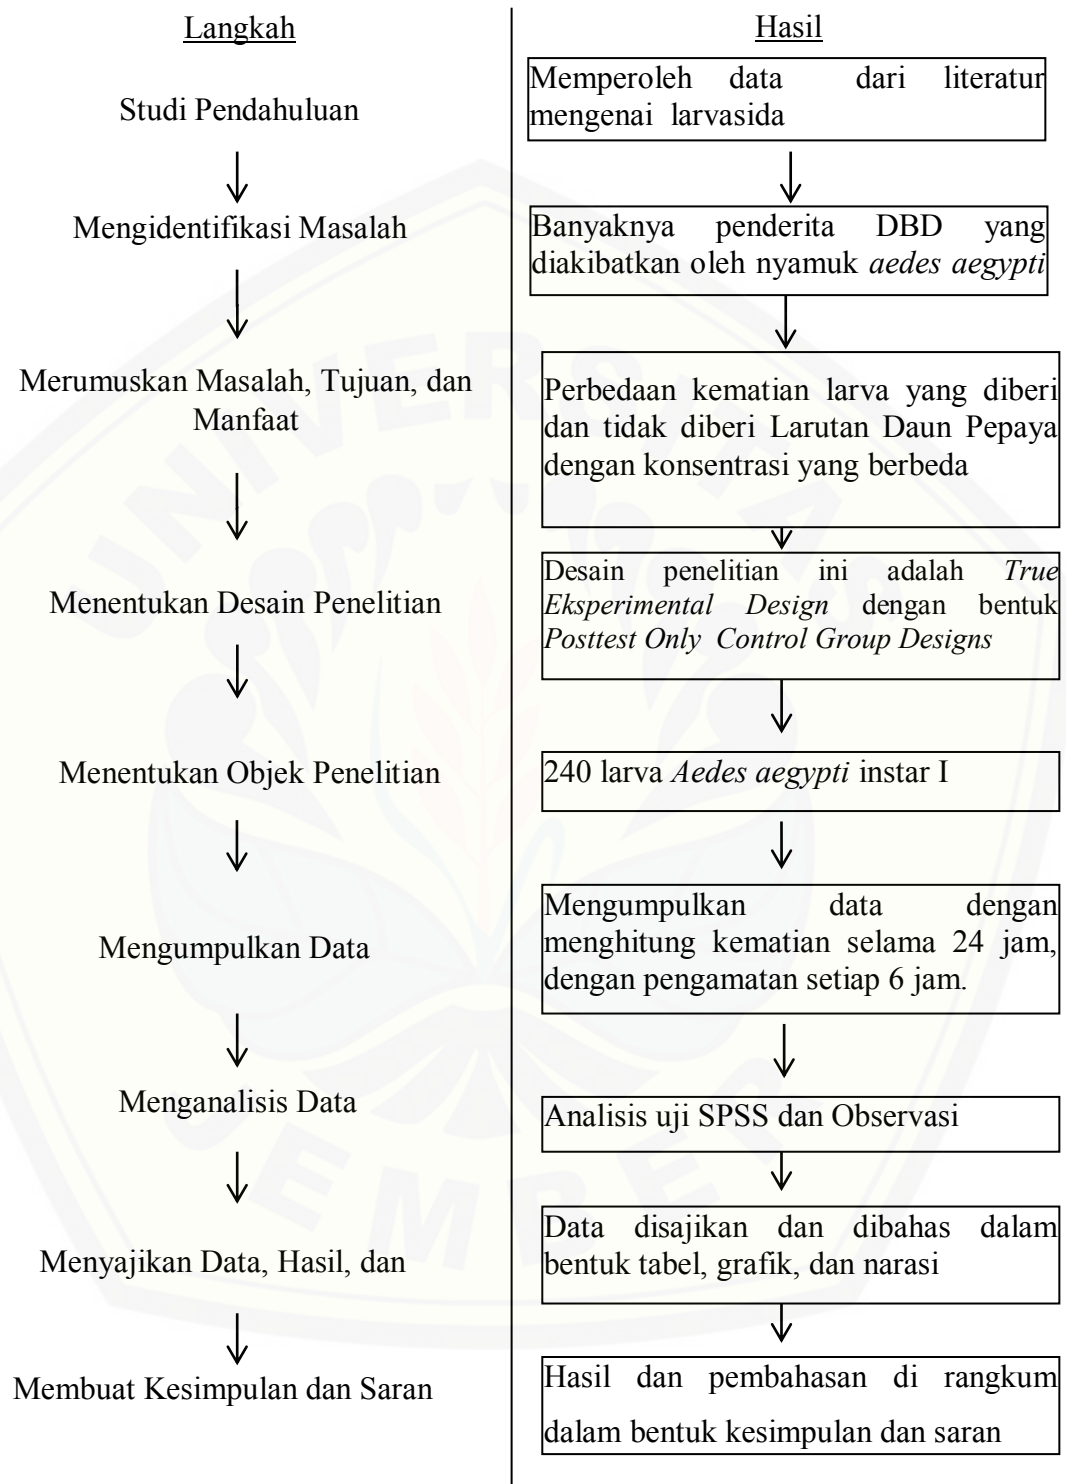 Langkah
Hasil
Studi Pendahuluan
Memperoleh data dari literatur
mengenai larvasida
Mengidentifikasi Masalah
Banyaknya penderita DBD yang
diakibatkan oleh nyamuk aedes aegypti
Merumuskan Masalah, Tujuan, dan
Manfaat
Perbedaan kematian larva yang diberi
dan tidak diberi Larutan Daun Pepaya
dengan konsentrasi yang berbeda
Menentukan Desain Penelitian
Desain penelitian ini adalah True
Eksperimental Design dengan bentuk
Posttest Only Control Group Designs
Menentukan Objek Penelitian
240 larva Aedes aegypti instar I
Mengumpulkan Data
Mengumpulkan data dengan
menghitung kematian selama 24 jam,
dengan pengamatan setiap 6 jam.
Menganalisis Data
Analisis uji SPSS dan Observasi
Menyajikan Data, Hasil, dan
Data disajikan dan dibahas dalam
bentuk tabel, grafik, dan narasi
Membuat Kesimpulan dan Saran
Hasil dan pembahasan di rangkum
dalam bentuk kesimpulan dan saran
UNIVERSITAS
JEMBER